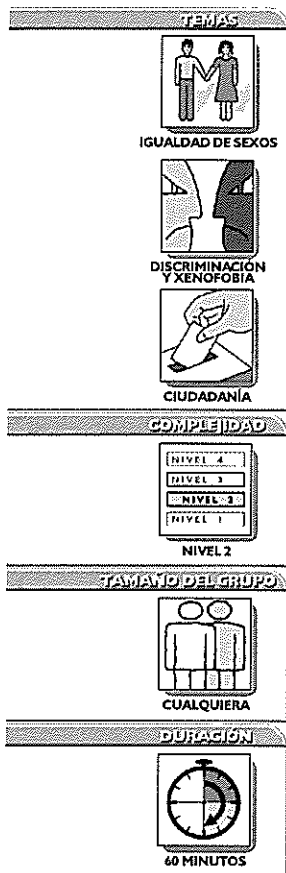 TEMAS
IGUALDAD DE SEXOS
DISCRIMINACIÓN
Y XENOFOBIA
CIUDADANÍA
COMPLEJIDAD
NIVEL 4
NIVEL 3
NIVEL 2
NIVEL 1
NIVEL 2
TAMAÑO DEL GRUPO
CUALQUIERA
DURACIÓN
60 MINUTOS